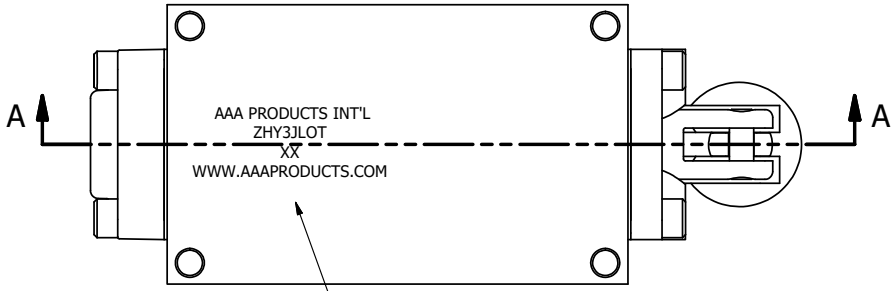 A
A
AAA PRODUCTS INT'L
ZHY3JLOT
XX
WWW.AAAPRODUCTS.COM